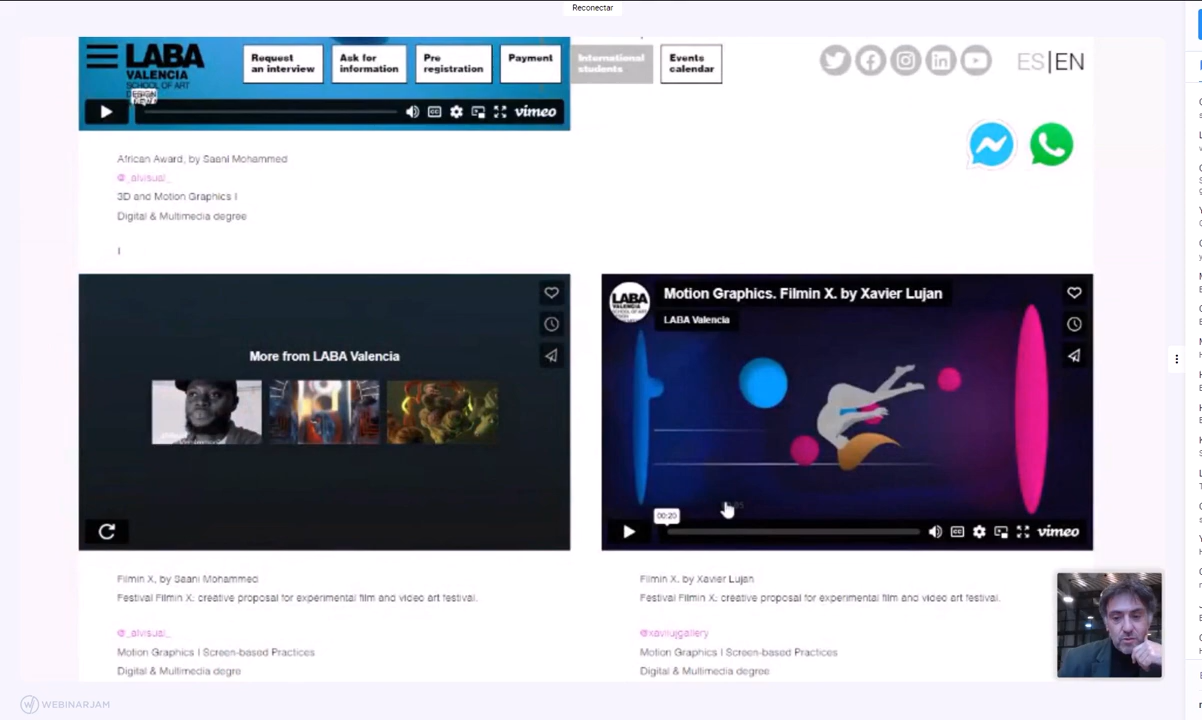 Reconectar
LABA
VALENCIA
SCHOOL OF ART
DESIGN
Request
an interview
Ask for
information
Pre
registration
Payment
International
students
Events
calendar
ES|EN
vimeo
African Award, by Saani Mohammed
@_alvisual_
3D and Motion Graphics I
Digital & Multimedia degree
I
More from LABA Valencia
LABA
VALENCIA
Motion Graphics. Filmin X. by Xavier Lujan
LABA Valencia
00:20
vimeo
Filmin X, by Saani Mohammed
Festival Filmin X: creative proposal for experimental film and video art festival.
@_alvisual_
Motion Graphics I Screen-based Practices
Digital & Multimedia degre
Filmin X. by Xavier Lujan
Festival Filmin X: creative proposal for experimental film and video art festival.
Motion Graphics I Screen-based Practices
Digital & Multimedia degree
WEBINARJAM